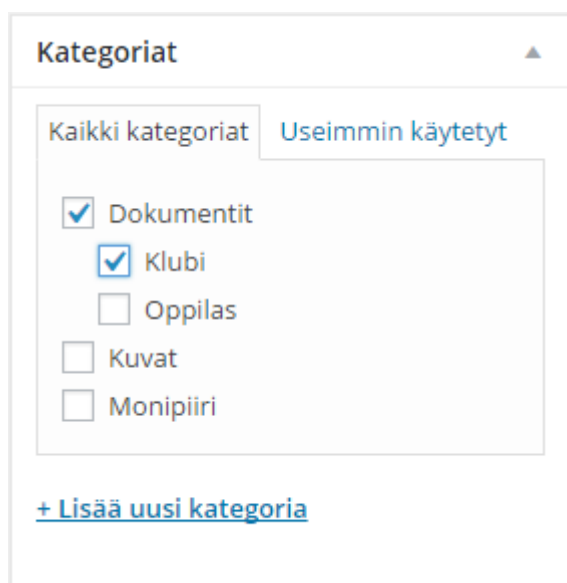 Kategoriat
Kaikki kategoriat Useimmin käytetyt
Dokumentit
Klubi
Oppilas
Kuvat
Monipiiri
+ Lisää uusi kategoria